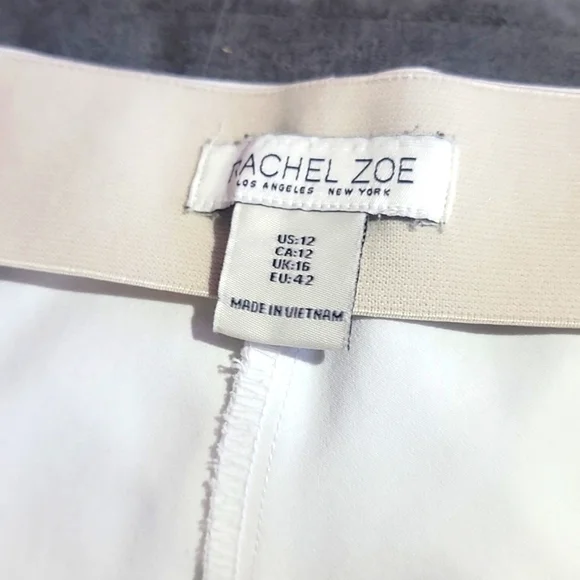 RACHEL ZOE
LOS ANGELES NEW YORK
US:12
CA:12
UK:16
EU:42
MADE IN VIETNAM